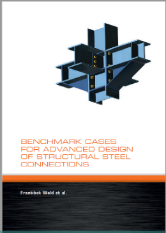 BENCHMARK CASES
FOR ADVANCED DESIGN
OF STRUCTURAL STEEL
CONNECTIONS
František Wald et al.